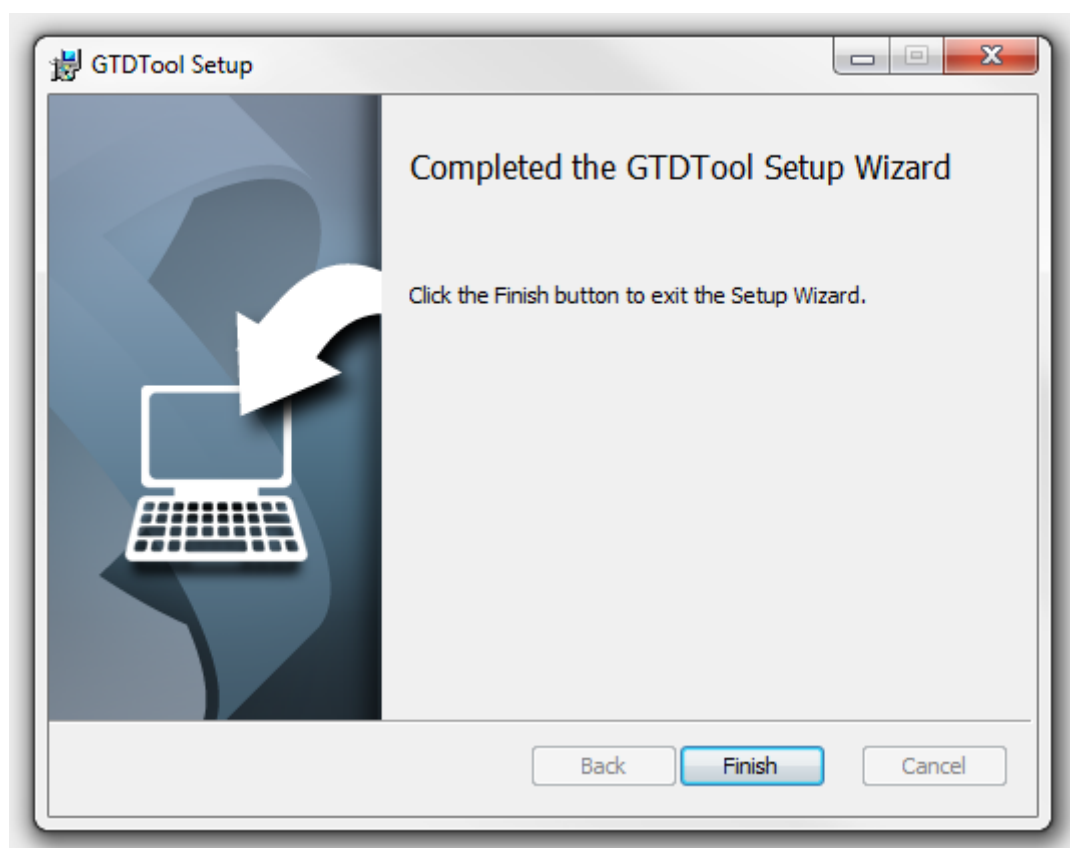 GTDTool Setup
Completed the GTDTool Setup Wizard
Click the Finish button to exit the Setup Wizard.
Back Finish Cancel